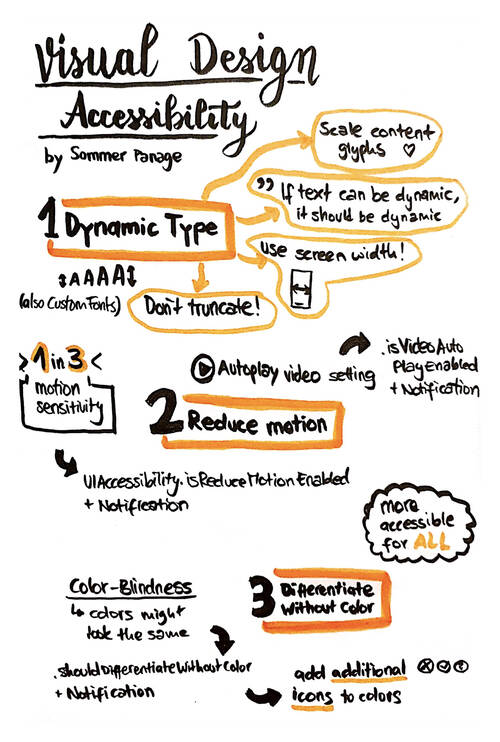 Visual Design
Accessibility
by Sommer Panage
Scale content
glyphs ♡
1 Dynamic Type
" If text can be dynamic,
it should be dynamic
use screen width!
AAAA
(also Custom Fonts)
Don't truncate!
> 1 in 3 <
motion
sensitivity
Autoplay video setting
.isVideoAuto
PlayEnabled
+ Notification
2 Reduce motion
UIAccessibility.isReduceMotionEnabled
+ Notification
more
accessible
for ALL
Color-Blindness
colors might
look the same
3 Differentiate
Without Color
.shouldDifferentiateWithoutColor
+ Notification
add additional
icons to colors